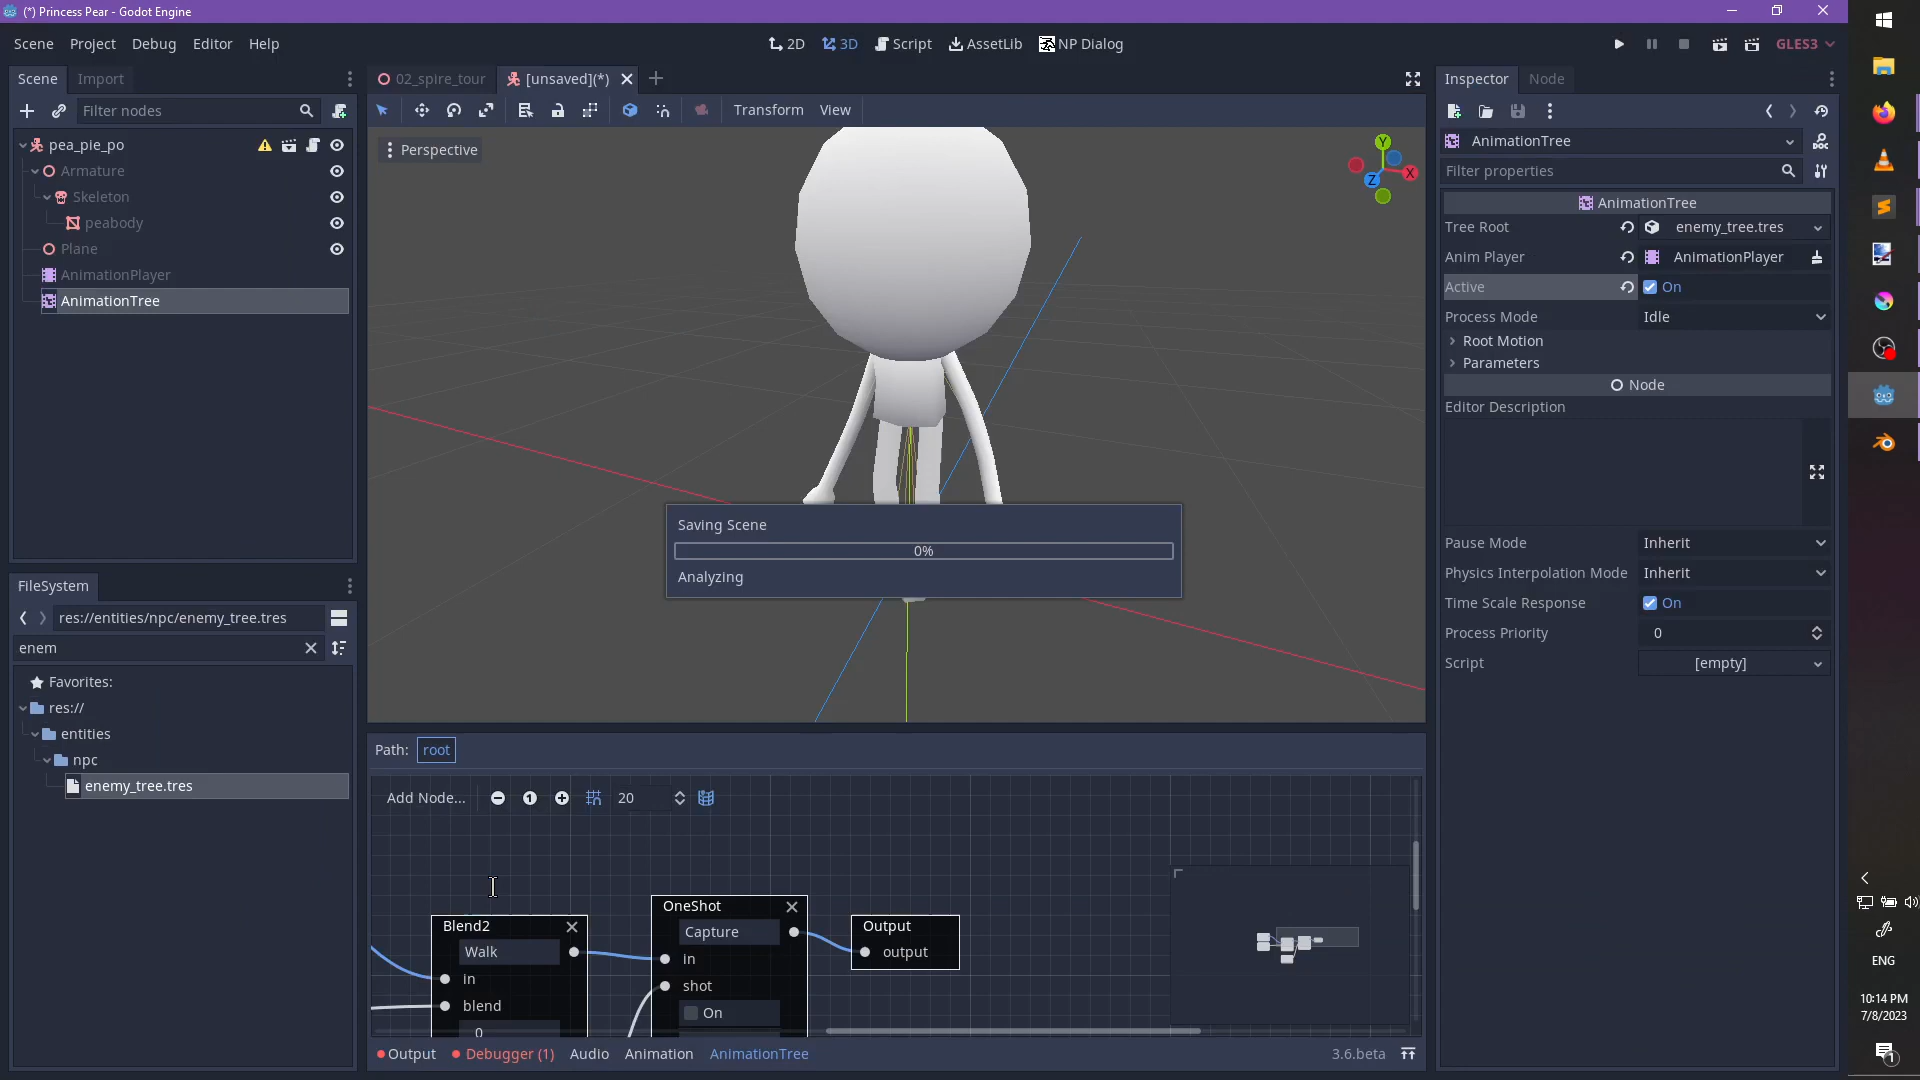 (*) Princess Pear - Godot Engine
Scene Project Debug Editor Help
2D 3D Script AssetLib NP Dialog
GLES3
Scene Import
Filter nodes
pea_pie_po
Armature
Skeleton
peabody
Plane
AnimationPlayer
AnimationTree
FileSystem
res://entities/npc/enemy_tree.tres
enem
Favorites:
res://
entities
npc
enemy_tree.tres
02_spire_tour [unsaved](*)
Transform View
Perspective
Y
X
Z
Saving Scene
0%
Analyzing
Path: root
Add Node... 1 20
Blend2
Walk
in
blend
0
OneShot
Capture
in
shot
On
Output
output
Output Debugger (1) Audio Animation AnimationTree 3.6.beta
Inspector Node
AnimationTree
Filter properties
AnimationTree
Tree Root enemy_tree.tres
Anim Player AnimationPlayer
Active On
Process Mode Idle
Root Motion
Parameters
Node
Editor Description
Pause Mode Inherit
Physics Interpolation Mode Inherit
Time Scale Response On
Process Priority 0
Script [empty]
ENG
10:14 PM
7/8/2023
1